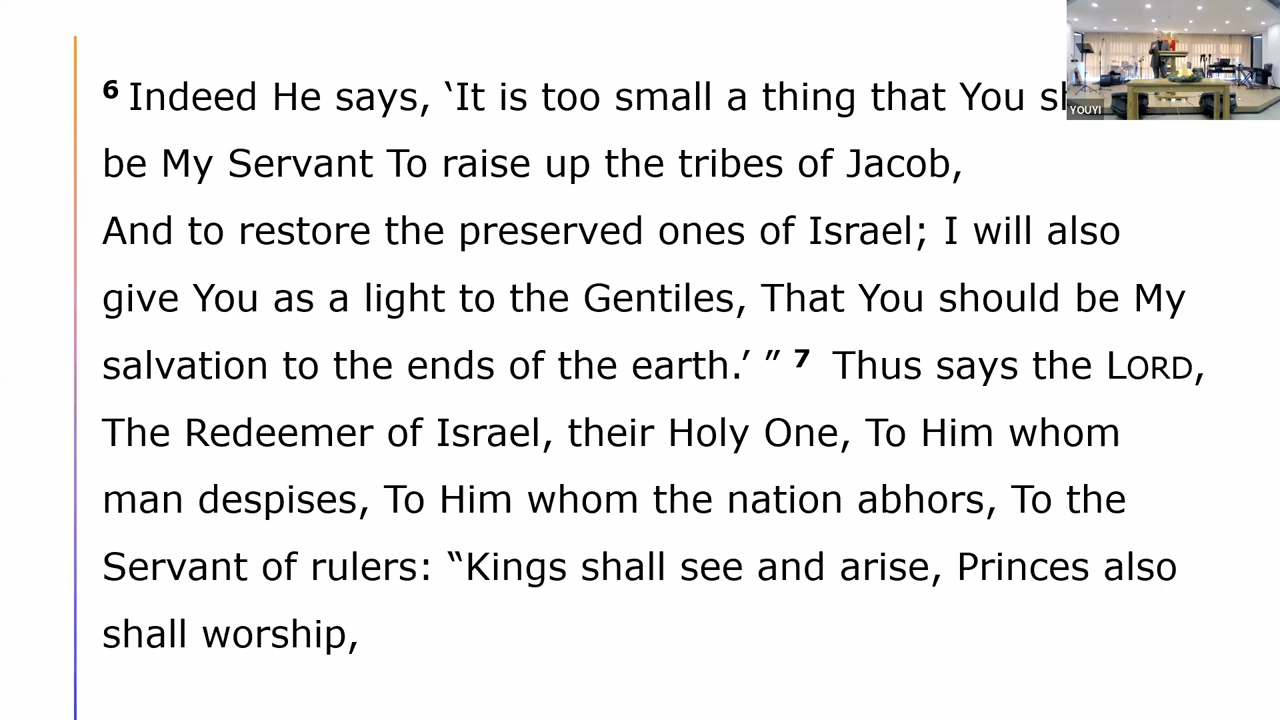 6 Indeed He says, ‘It is too small a thing that You
be My Servant To raise up the tribes of Jacob,
And to restore the preserved ones of Israel; I will also
give You as a light to the Gentiles, That You should be My
salvation to the ends of the earth.’ ” 7 Thus says the LORD,
The Redeemer of Israel, their Holy One, To Him whom
man despises, To Him whom the nation abhors, To the
Servant of rulers: “Kings shall see and arise, Princes also
shall worship,
YOUYI